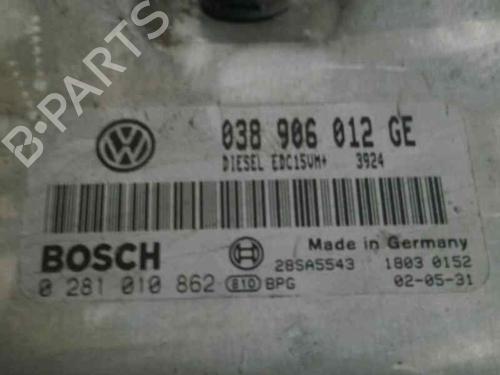 038 906 012 GE
DIESEL EDC15VM+ 3924
BOSCH
Made in Germany
28SA5543 1803 0152
0 281 010 862 810 BPG 02-05-31